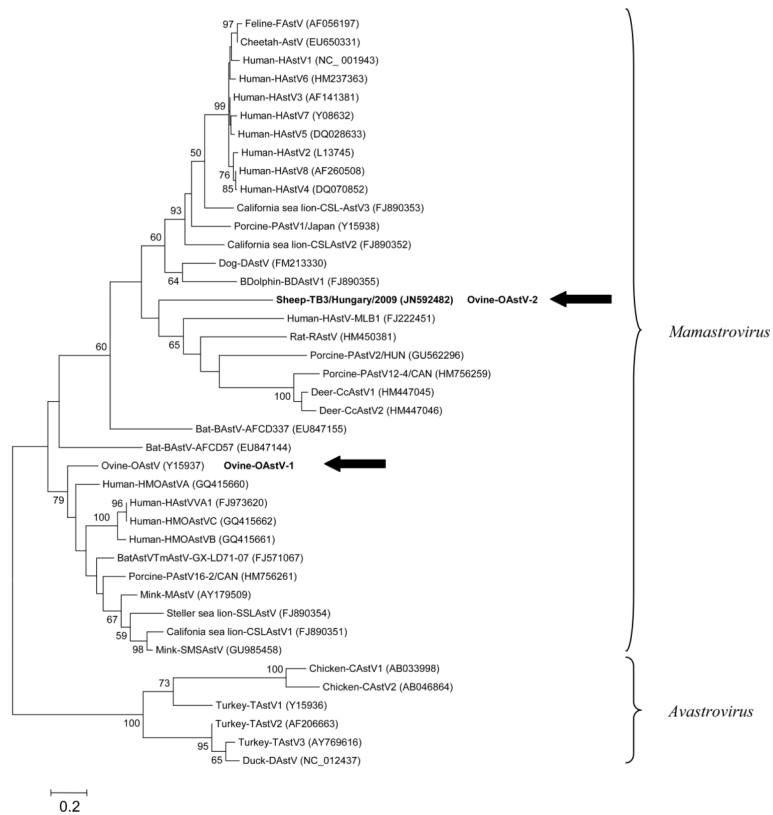 97
Feline-FAstV (AF056197)
Cheetah-AstV (EU650331)
Human-HAstV1 (NC_ 001943)
Human-HAstV6 (HM237363)
Human-HAstV3 (AF141381)
99
Human-HAstV7 (Y08632)
Human-HAstV5 (DQ028633)
50
Human-HAstV2 (L13745)
76
Human-HAstV8 (AF260508)
85
Human-HAstV4 (DQ070852)
93
California sea lion-CSL-AstV3 (FJ890353)
Porcine-PAstV1/Japan (Y15938)
60
California sea lion-CSLAstV2 (FJ890352)
Dog-DAstV (FM213330)
64
BDolphin-BDAstV1 (FJ890355)
Sheep-TB3/Hungary/2009 (JN592482) Ovine-OAstV-2
Human-HAstV-MLB1 (FJ222451)
Mamastrovirus
65
Rat-RAstV (HM450381)
60
Porcine-PAstV2/HUN (GU562296)
Porcine-PAstV12-4/CAN (HM756259)
100
Deer-CcAstV1 (HM447045)
Deer-CcAstV2 (HM447046)
Bat-BAstV-AFCD337 (EU847155)
Bat-BAstV-AFCD57 (EU847144)
Ovine-OAstV (Y15937) Ovine-OAstV-1
79
Human-HMOAstVA (GQ415660)
96
Human-HAstVVA1 (FJ973620)
100
Human-HMOAstVC (GQ415662)
Human-HMOAstVB (GQ415661)
BatAstVTmAstV-GX-LD71-07 (FJ571067)
Porcine-PAstV16-2/CAN (HM756261)
Mink-MAstV (AY179509)
67
Steller sea lion-SSLAstV (FJ890354)
59
Califonia sea lion-CSLAstV1 (FJ890351)
98
Mink-SMSAstV (GU985458)
100
Chicken-CAstV1 (AB033998)
73
Chicken-CAstV2 (AB046864)
Turkey-TAstV1 (Y15936)
Avastrovirus
100
Turkey-TAstV2 (AF206663)
95
Turkey-TAstV3 (AY769616)
65
Duck-DAstV (NC_012437)
0.2